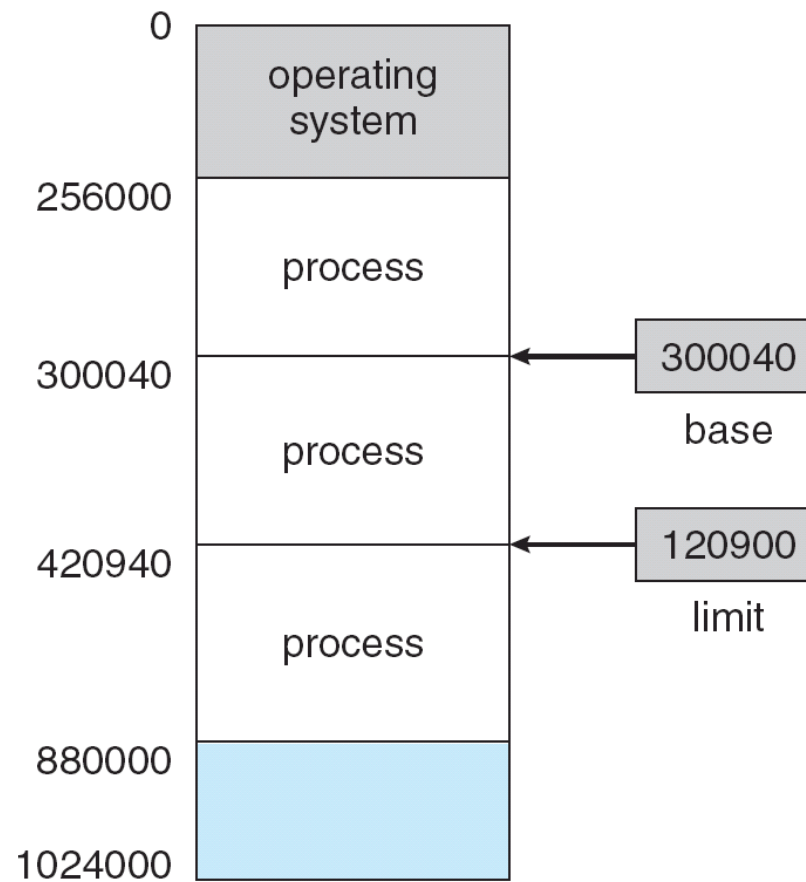 0
operating
system
256000
process
300040
300040
base
process
420940
120900
limit
process
880000
1024000